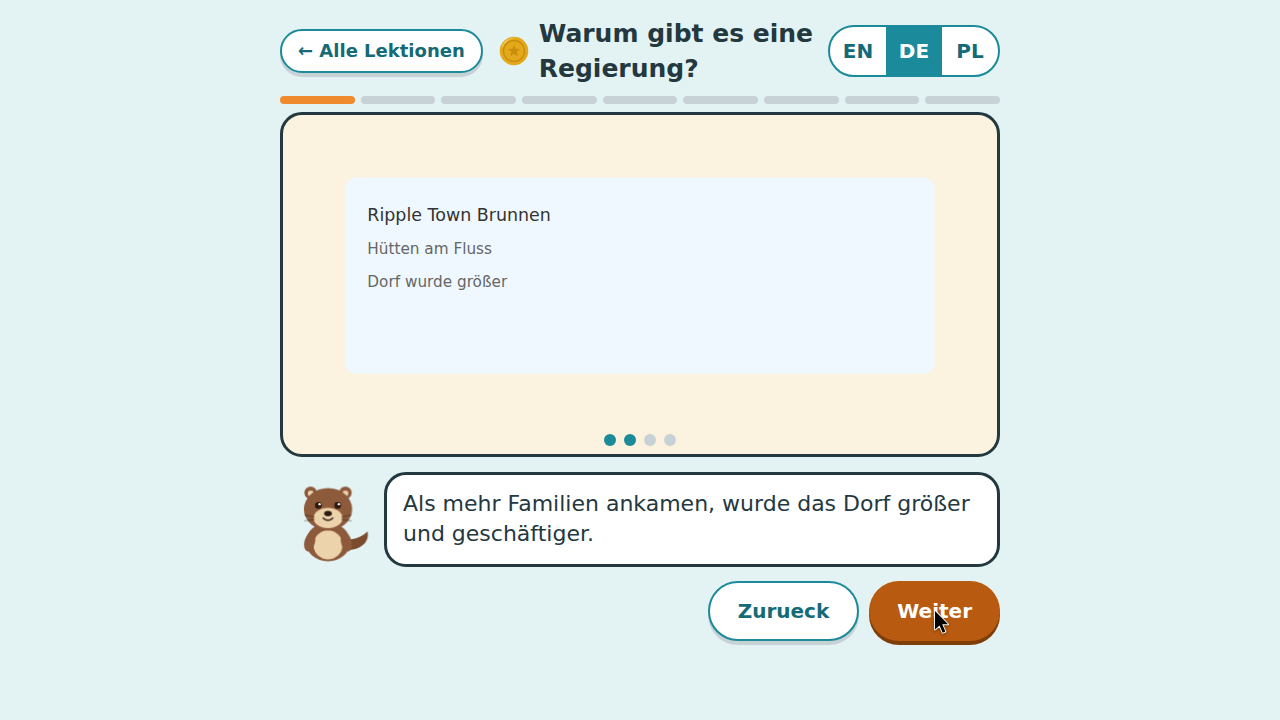 ← Alle Lektionen
Warum gibt es eine
Regierung?
EN DE PL
Ripple Town Brunnen
Hütten am Fluss
Dorf wurde größer
Als mehr Familien ankamen, wurde das Dorf größer
und geschäftiger.
Zurueck
Weiter